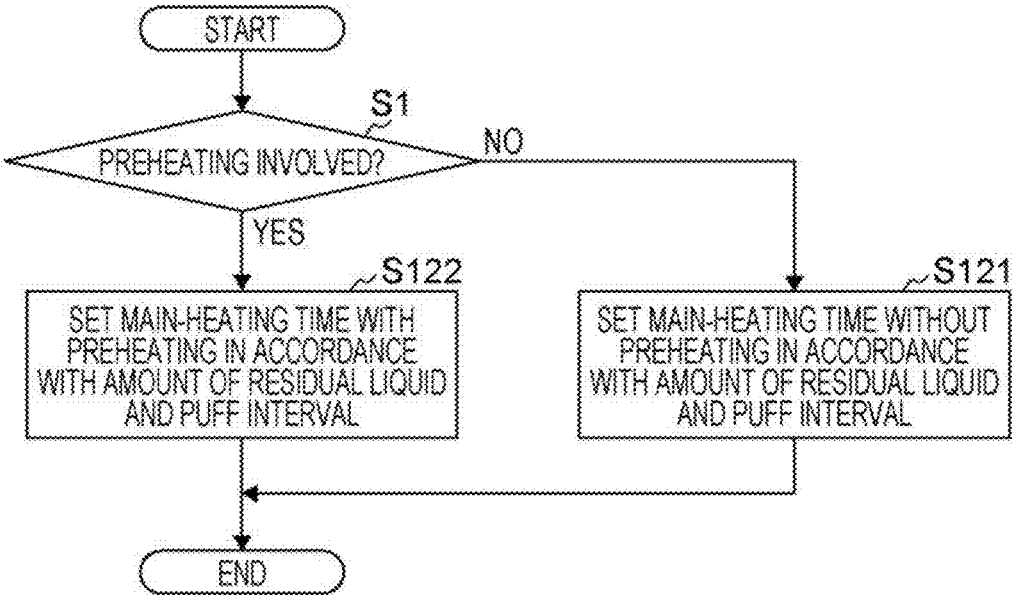 START
S1
PREHEATING INVOLVED?
NO
YES
S122
SET MAIN-HEATING TIME WITH
PREHEATING IN ACCORDANCE
WITH AMOUNT OF RESIDUAL LIQUID
AND PUFF INTERVAL
S121
SET MAIN-HEATING TIME WITHOUT
PREHEATING IN ACCORDANCE
WITH AMOUNT OF RESIDUAL LIQUID
AND PUFF INTERVAL
END